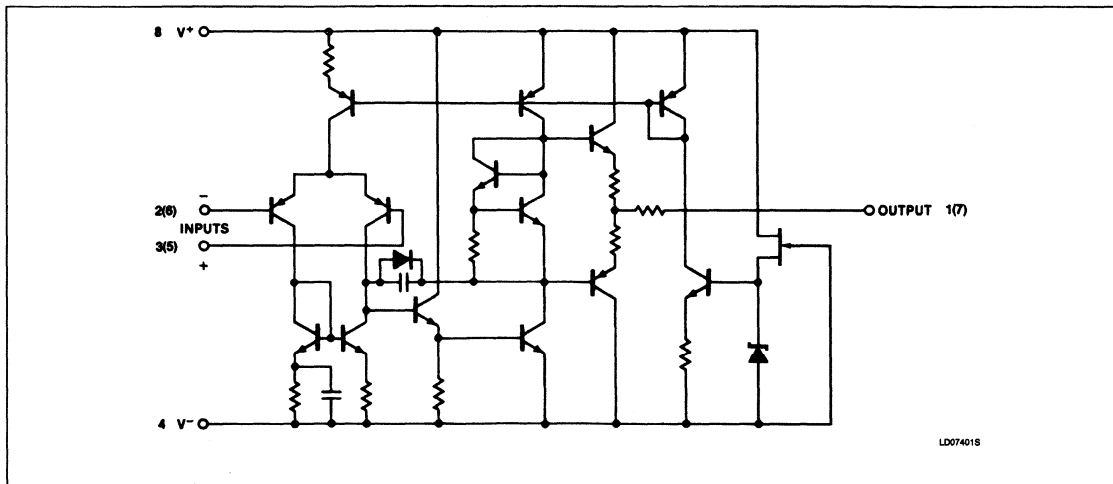 8 V+
2(6) −
INPUTS
3(5)
+
OUTPUT 1(7)
4 V−
LD07401S